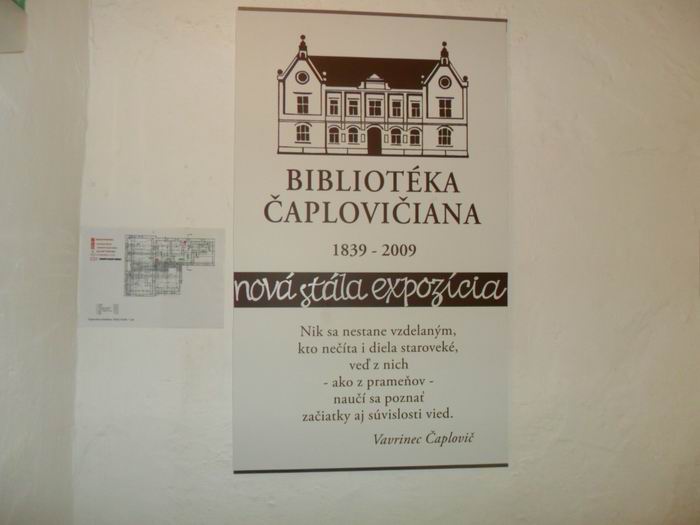 BIBLIOTÉKA
ČAPLOVIČIANA
1839 - 2009
nová stála expozícia
Nik sa nestane vzdelaným,
kto nečíta i diela staroveké,
veď z nich
- ako z prameňov -
naučí sa poznať
začiatky aj súvislosti vied.
Vavrinec Čaplovič